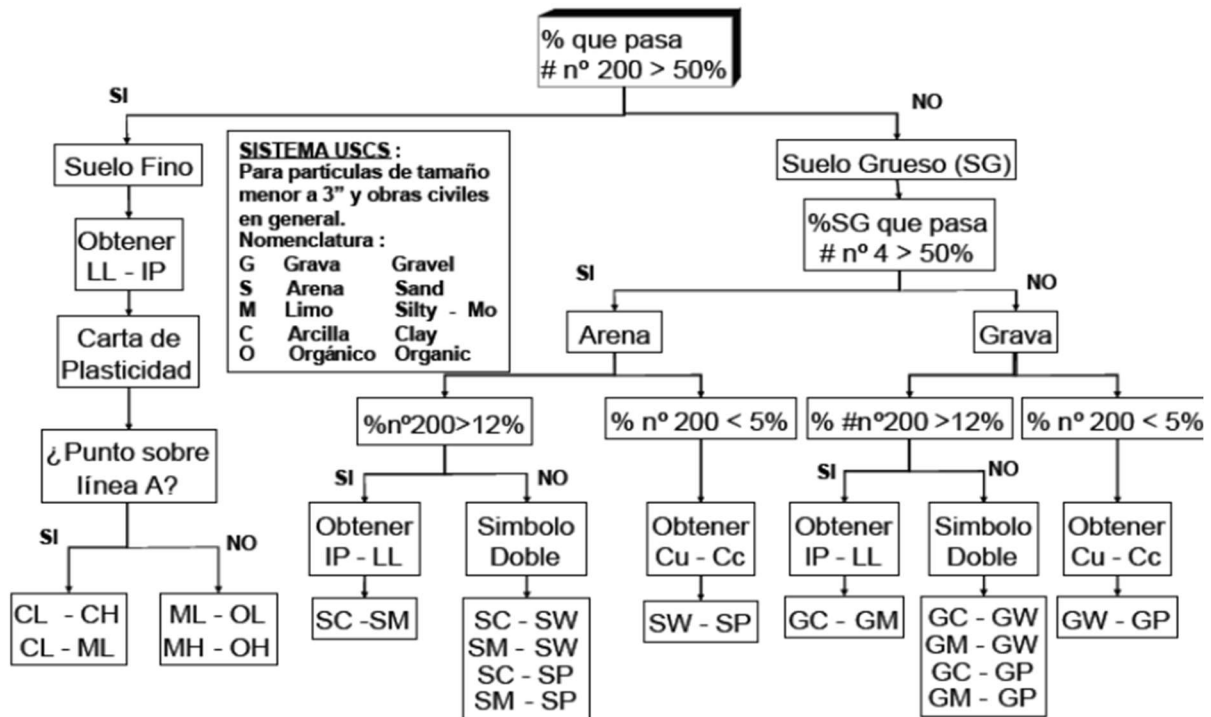 % que pasa
# nº 200 > 50%
SI
NO
Suelo Fino
Obtener
LL - IP
Carta de
Plasticidad
¿Punto sobre
línea A?
SI
NO
CL - CH
CL - ML
ML - OL
MH - OH
SISTEMA USCS :
Para particulas de tamaño
menor a 3” y obras civiles
en general.
Nomenclatura :
G Grava Gravel
S Arena Sand
M Limo Silty - Mo
C Arcilla Clay
O Orgánico Organic
Suelo Grueso (SG)
%SG que pasa
# nº 4 > 50%
SI
NO
Arena
Grava
%nº200>12%
% nº 200 < 5%
% #nº200 >12%
% nº 200 < 5%
SI
NO
SI
NO
Obtener
IP - LL
Simbolo
Doble
Obtener
Cu - Cc
Obtener
IP - LL
Simbolo
Doble
Obtener
Cu - Cc
SC -SM
SC - SW
SM - SW
SC - SP
SM - SP
SW - SP
GC - GM
GC - GW
GM - GW
GC - GP
GM - GP
GW - GP